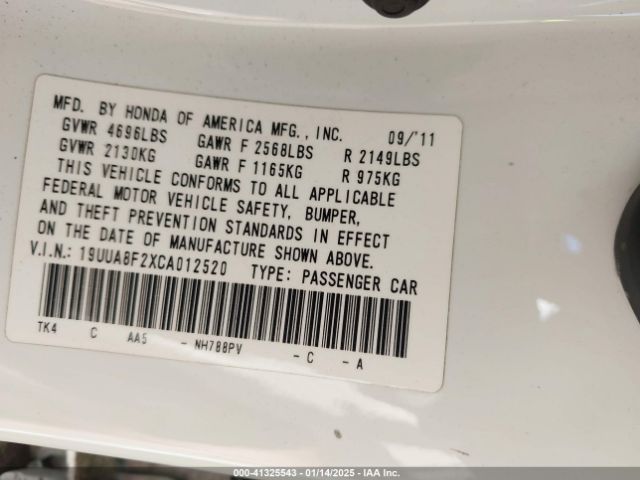 MFD. BY HONDA OF AMERICA MFG., INC. 09/'11
GVWR 4696LBS GAWR F 2568LBS R 2149LBS
GVWR 2130KG GAWR F 1165KG R 975KG
THIS VEHICLE CONFORMS TO ALL APPLICABLE
FEDERAL MOTOR VEHICLE SAFETY, BUMPER,
AND THEFT PREVENTION STANDARDS IN EFFECT
ON THE DATE OF MANUFACTURE SHOWN ABOVE.
V.I.N.: 19UUA8F2XCA012520 TYPE: PASSENGER CAR
TK4 C AA5 - NH788PV - C - A
00-41325543 - 01/14/2025 - IAA Inc.